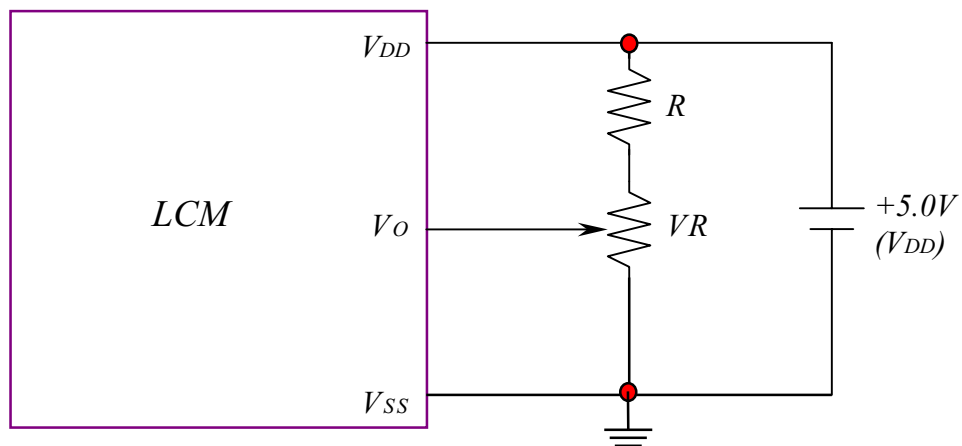 VDD
R
LCM
VO
VR
+5.0V
(VDD)
VSS